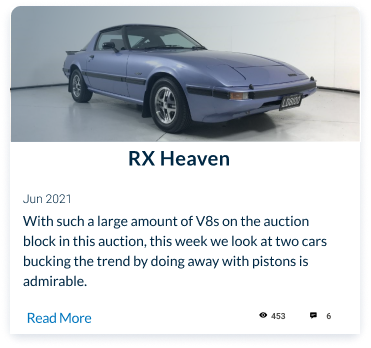 RX Heaven
Jun 2021
With such a large amount of V8s on the auction
block in this auction, this week we look at two cars
bucking the trend by doing away with pistons is
admirable.
Read More
453
6